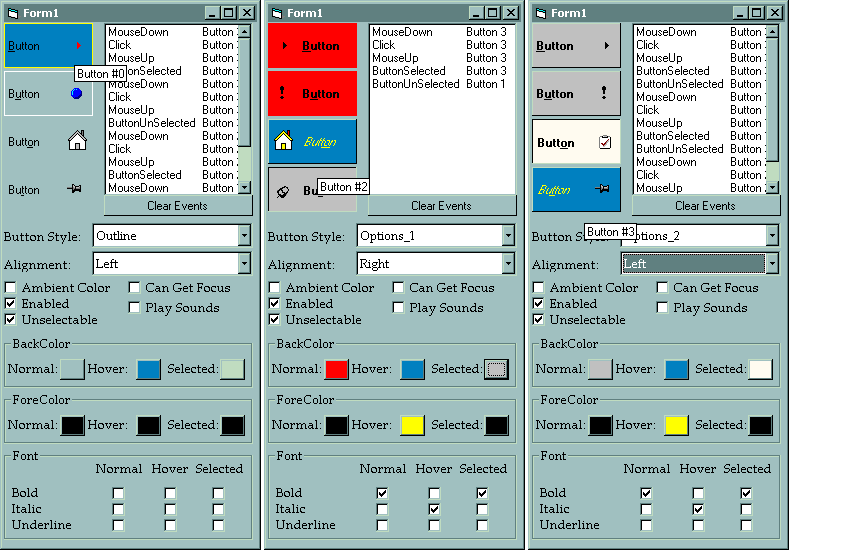 Form1
Button
Button
Button
Button
Button #0
MouseDown Button
Click Button
MouseUp Button
ButtonSelected Button
MouseDown Button
Click Button
MouseUp Button
ButtonUnSelected Button
MouseDown Button
Click Button
MouseUp Button
ButtonSelected Button
MouseDown Button
Clear Events
Button Style: Outline
Alignment: Left
Ambient Color Can Get Focus
Enabled
Play Sounds
Unselectable
BackColor
Normal: Hover: Selected:
ForeColor
Normal: Hover: Selected:
Font
Normal Hover Selected
Bold
Italic
Underline
Form1
Button
Button
Button
Button #2
MouseDown Button 3
Click Button 3
MouseUp Button 3
ButtonSelected Button 3
ButtonUnSelected Button 1
Clear Events
Button Style: Options_1
Alignment: Right
Ambient Color Can Get Focus
Enabled
Play Sounds
Unselectable
BackColor
Normal: Hover: Selected:
ForeColor
Normal: Hover: Selected:
Font
Normal Hover Selected
Bold
Italic
Underline
Form1
Button
Button
Button
Button
Button #3
MouseDown Button
Click Button
MouseUp Button
ButtonSelected Button
ButtonUnSelected Button
MouseDown Button
Click Button
MouseUp Button
ButtonSelected Button
ButtonUnSelected Button
MouseDown Button
Click Button
MouseUp Button
Clear Events
Button Style: Options_2
Alignment: Left
Ambient Color Can Get Focus
Enabled
Play Sounds
Unselectable
BackColor
Normal: Hover: Selected:
ForeColor
Normal: Hover: Selected:
Font
Normal Hover Selected
Bold
Italic
Underline